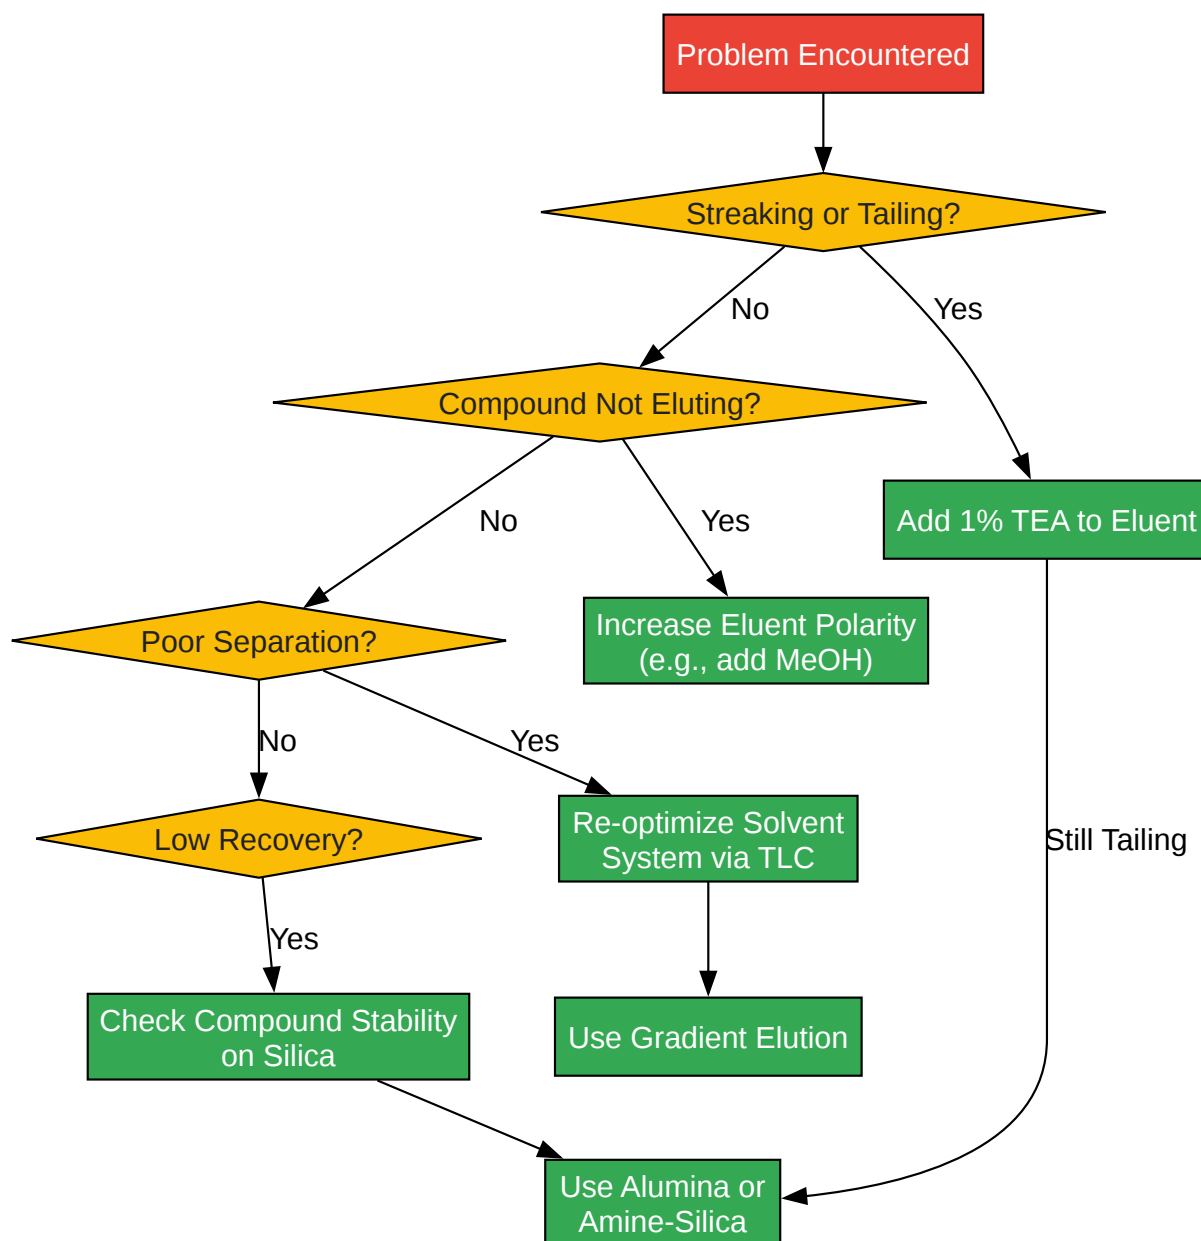 Problem Encountered
Streaking or Tailing?
No
Yes
Compound Not Eluting?
No
Yes
Add 1% TEA to Eluent
Increase Eluent Polarity
(e.g., add MeOH)
Poor Separation?
No
Yes
Low Recovery?
Re-optimize Solvent
System via TLC
Still Tailing
Yes
Check Compound Stability
on Silica
Use Gradient Elution
Use Alumina or
Amine-Silica